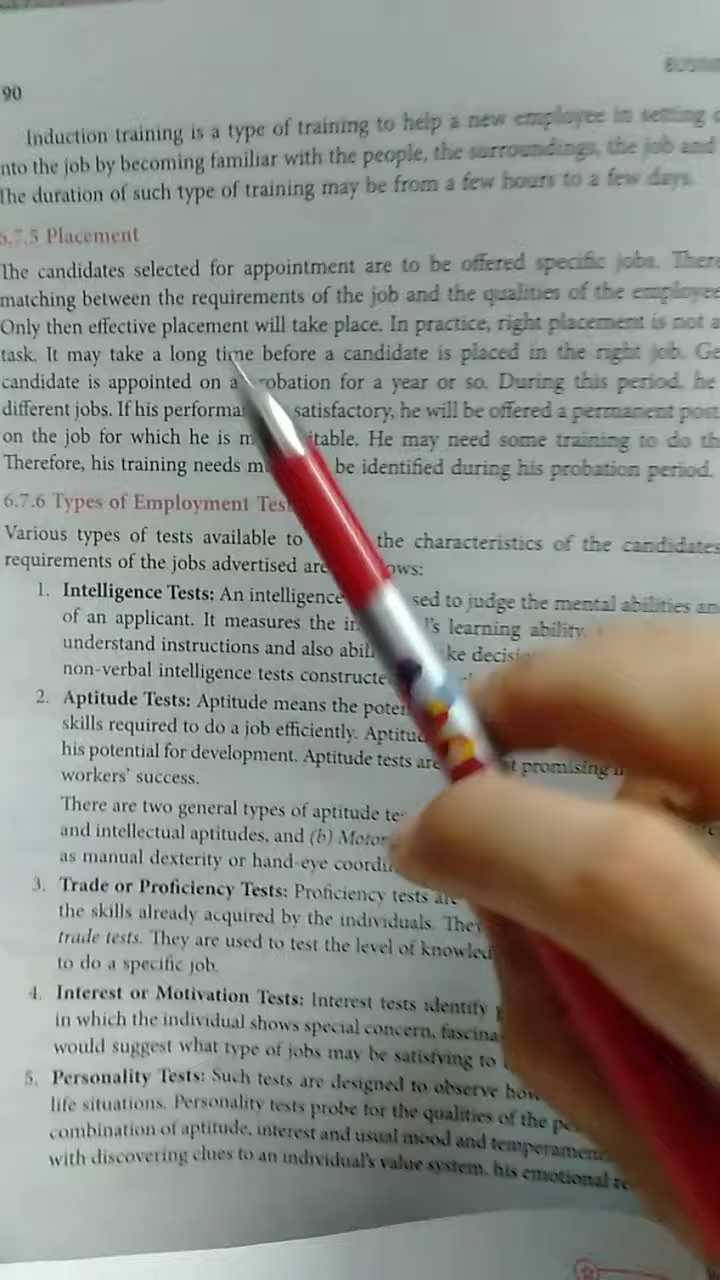 90
Induction training is a type of training to help a new employee in setting
nto the job by becoming familiar with the people, the surroundings, the job and
The duration of such type of training may be from a few hours to a few days.
6.7.5 Placement
The candidates selected for appointment are to be offered specific jobs. There
matching between the requirements of the job and the qualities of the employee
Only then effective placement will take place. In practice, right placement is not a
task. It may take a long time before a candidate is placed in the right job. Ge
candidate is appointed on a robation for a year or so. During this period, he
different jobs. If his performa satisfactory, he will be offered a permanent post
on the job for which he is m itable. He may need some training to do th
Therefore, his training needs m be identified during his probation period.
6.7.6 Types of Employment Tes
Various types of tests available to the characteristics of the candidates
requirements of the jobs advertised are ows:
1. Intelligence Tests: An intelligence sed to judge the mental abilities an
of an applicant. It measures the in 's learning ability,
understand instructions and also abil ke decisi
non-verbal intelligence tests constructe
2. Aptitude Tests: Aptitude means the poten
skills required to do a job efficiently. Aptitud
his potential for development. Aptitude tests are t promising in
workers' success.
There are two general types of aptitude te
and intellectual aptitudes, and (b) Motor
as manual dexterity or hand-eye coordin
3. Trade or Proficiency Tests: Proficiency tests are
the skills already acquired by the individuals. They
trade tests. They are used to test the level of knowled
to do a specific job.
4. Interest or Motivation Tests: Interest tests identify p
in which the individual shows special concern, fascina
would suggest what type of jobs may be satisfying to
5. Personality Tests: Such tests are designed to observe how
life situations. Personality tests probe for the qualities of the pe
combination of aptitude, interest and usual mood and temperament
with discovering clues to an individual's value system, his emotional re